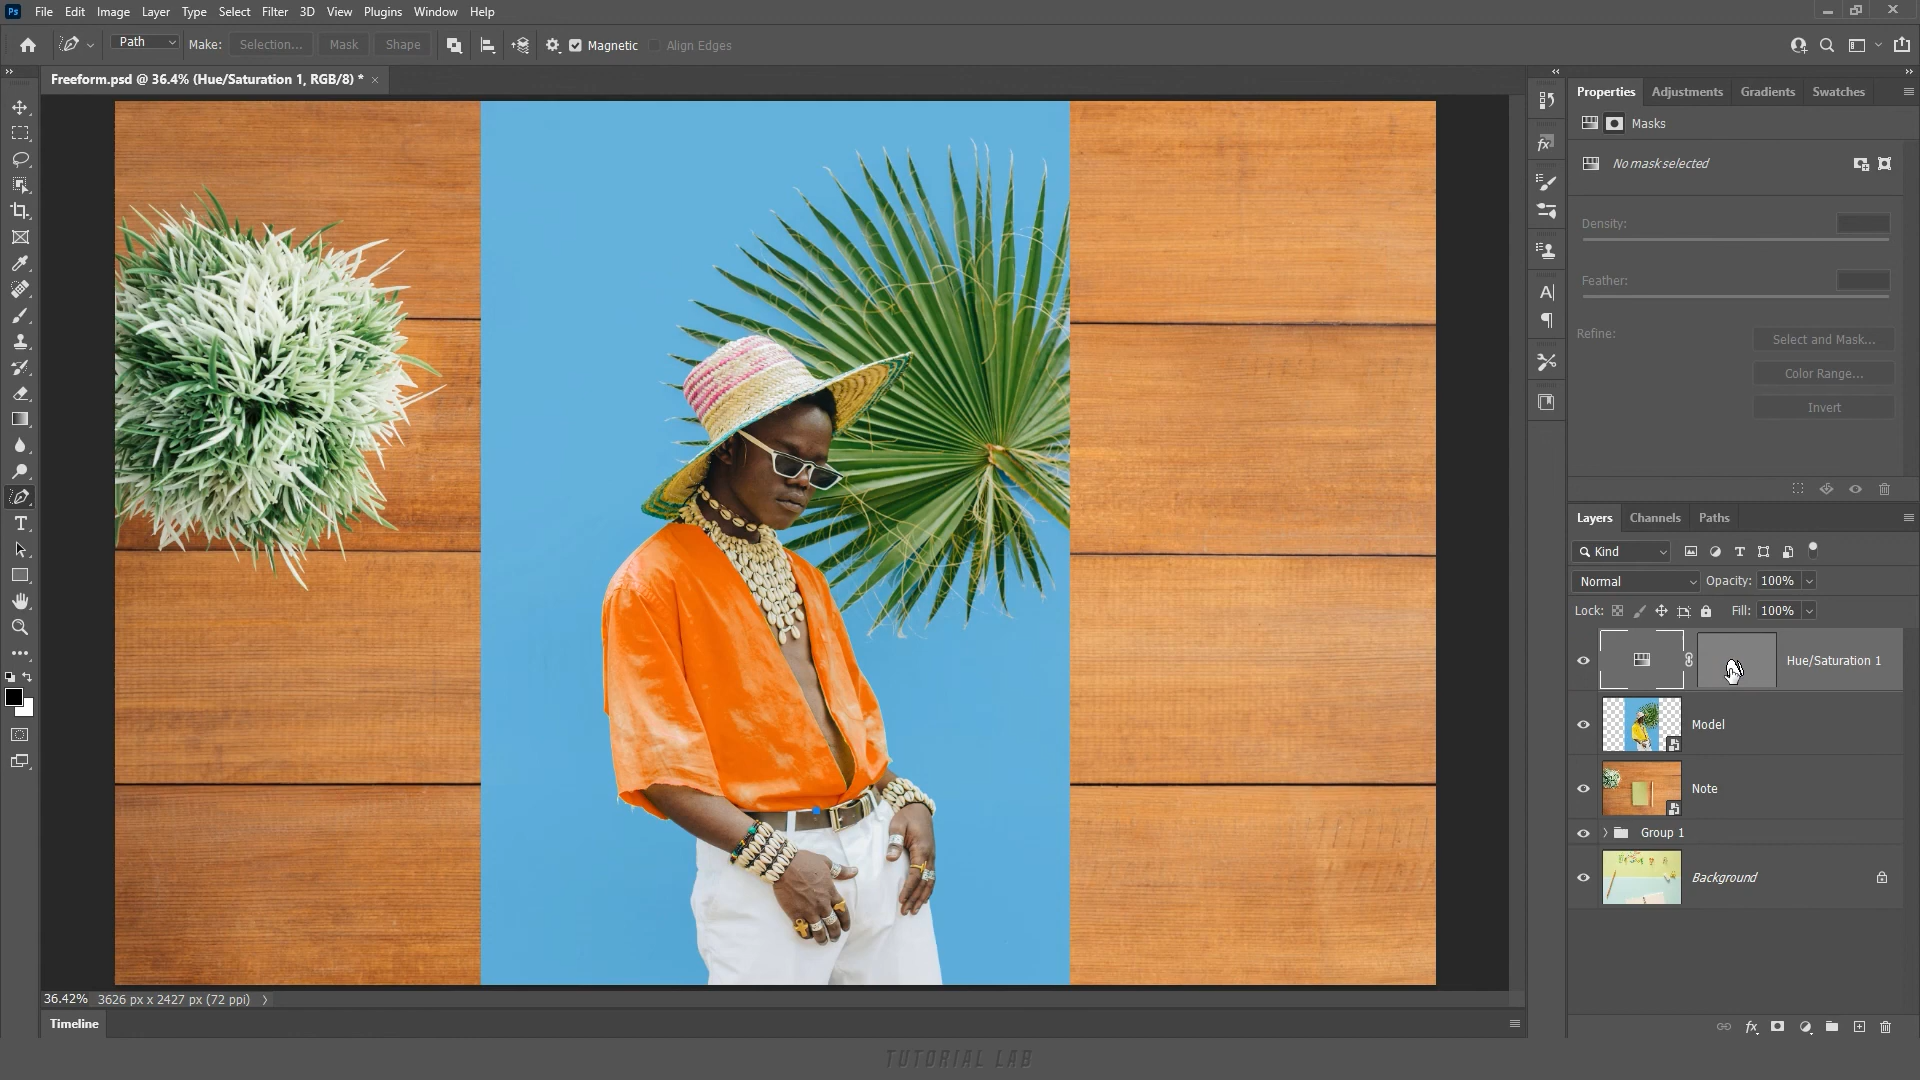 Ps File Edit Image Layer Type Select Filter 3D View Plugins Window Help
Path Make: Selection... Mask Shape Magnetic Align Edges
Freeform.psd @ 36.4% (Hue/Saturation 1, RGB/8) *
Properties Adjustments Gradients Swatches
Masks
No mask selected
Density:
Feather:
Refine:
Select and Mask...
Color Range...
Invert
Layers Channels Paths
Kind
Normal Opacity: 100%
Lock: Fill: 100%
Hue/Saturation 1
Model
Note
Group 1
Background
36.42% 3626 px x 2427 px (72 ppi)
Timeline
TUTORIAL LAB